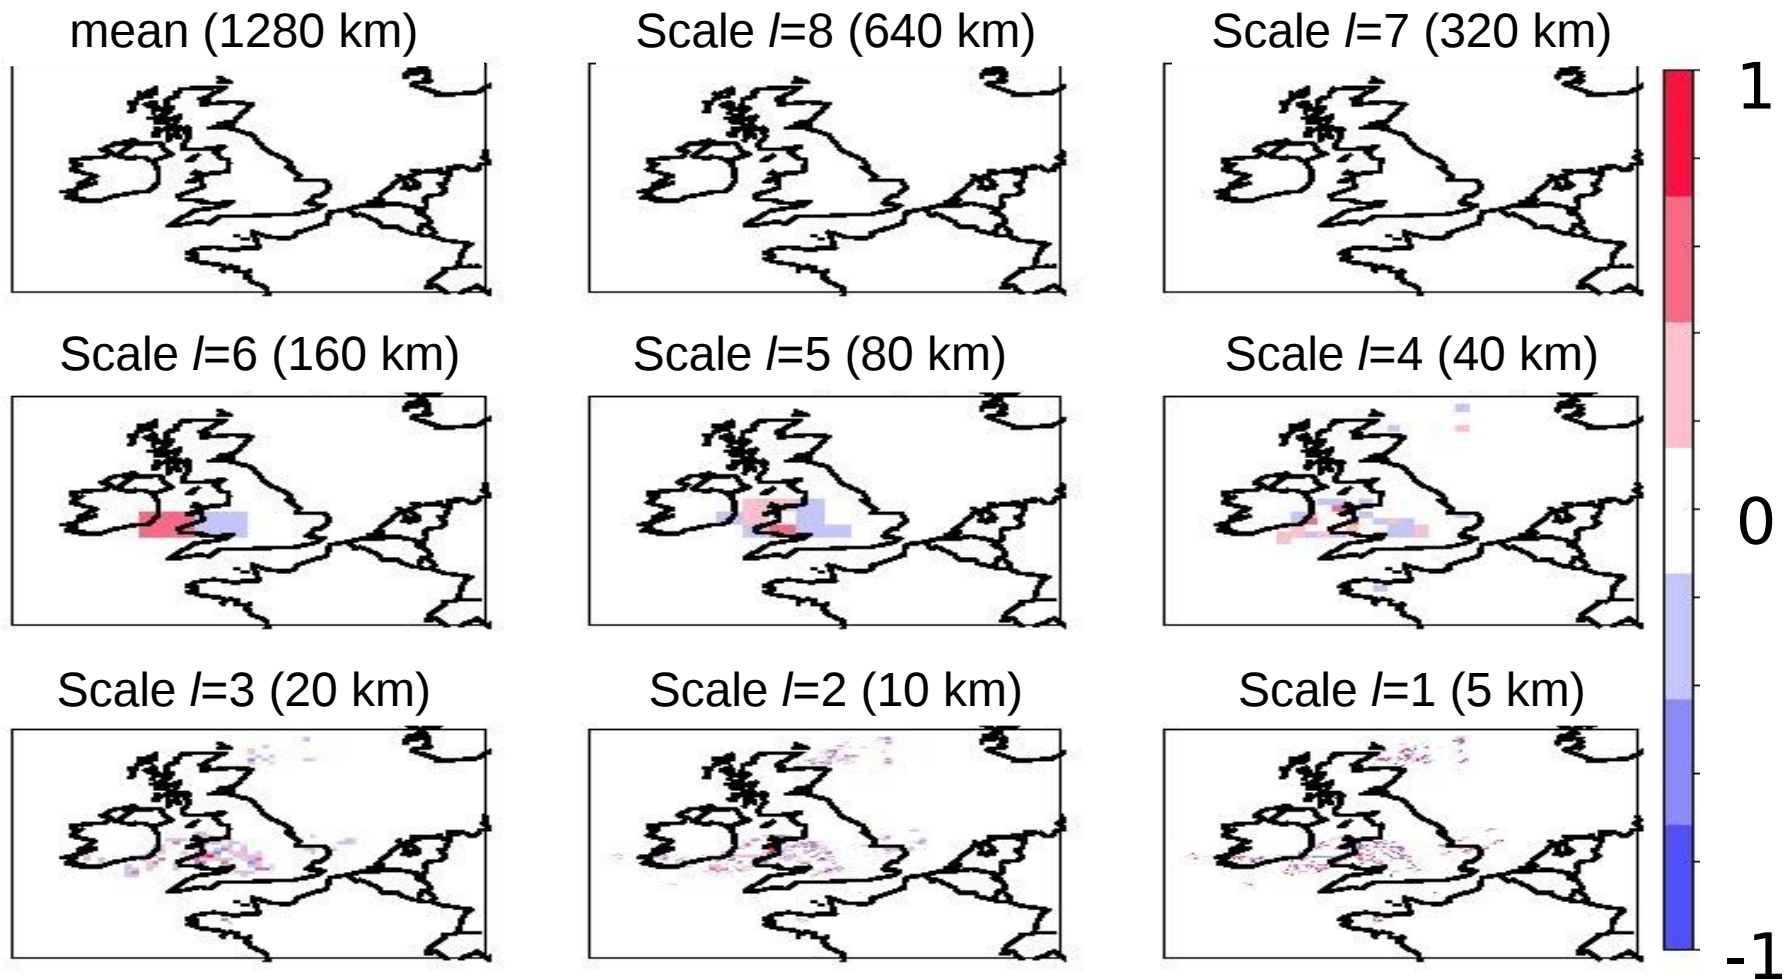 mean (1280 km)
Scale l=8 (640 km)
Scale l=7 (320 km)
1
Scale l=6 (160 km)
Scale l=5 (80 km)
Scale l=4 (40 km)
0
Scale l=3 (20 km)
Scale l=2 (10 km)
Scale l=1 (5 km)
-1